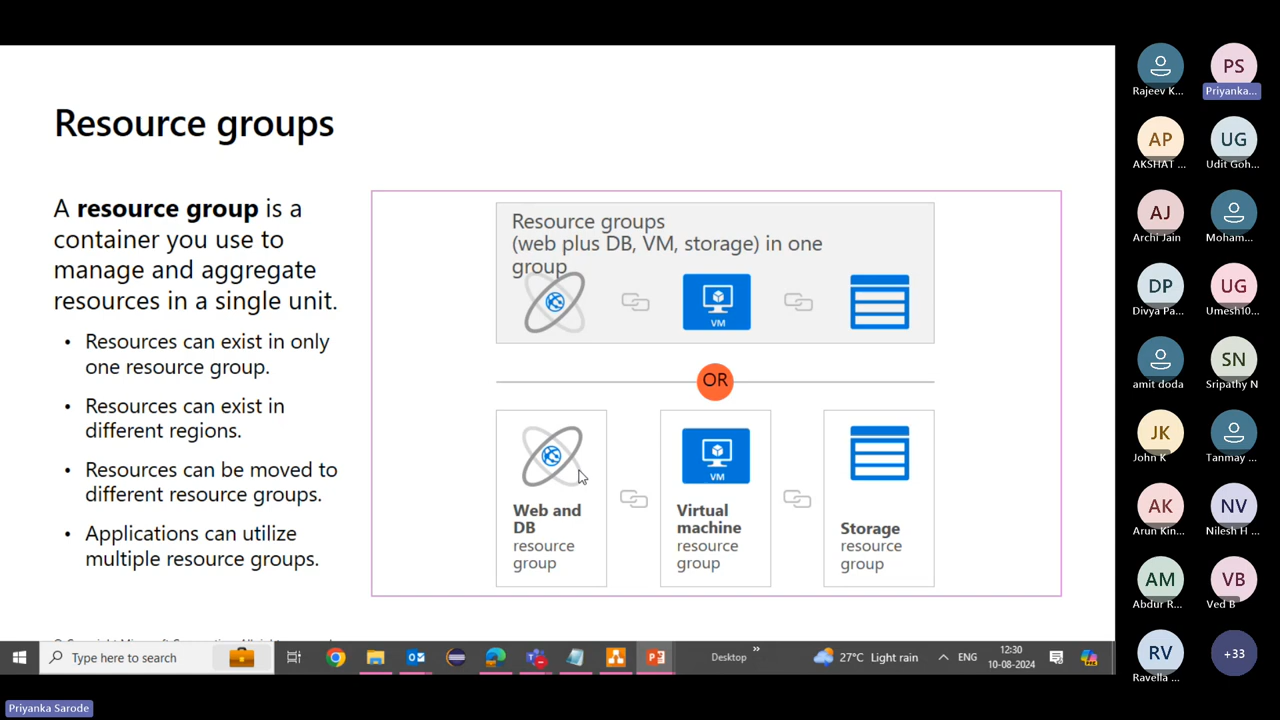 Resource groups
A resource group is a
container you use to
manage and aggregate
resources in a single unit.
• Resources can exist in only
one resource group.
• Resources can exist in
different regions.
• Resources can be moved to
different resource groups.
• Applications can utilize
multiple resource groups.
Resource groups
(web plus DB, VM, storage) in one
group
VM
OR
VM
Web and
DB
resource
group
Virtual
machine
resource
group
Storage
resource
group
Type here to search
Desktop
»
27°C Light rain
ENG
12:30
10-08-2024
Rajeev K...
PS
Priyanka...
AP
AKSHAT ...
UG
Udit Goh...
AJ
Archi Jain
Moham...
DP
Divya Pa...
UG
Umesh10...
amit doda
SN
Sripathy N
JK
John K
Tanmay ...
AK
Arun Kin...
NV
Nilesh H ...
AM
Abdur R...
VB
Ved B
RV
Ravella ...
+33
Priyanka Sarode